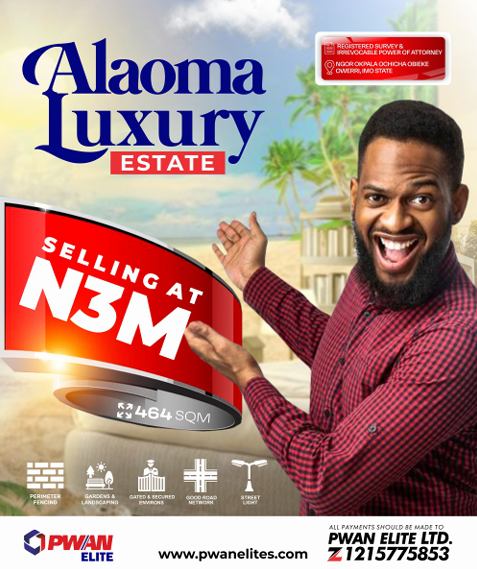 Alaoma
Luxury
ESTATE
REGISTERED SURVEY &
IRREVOCABLE POWER OF ATTORNEY
NGOR OKPALA OCHICHA OBIEKE
OWERRI, IMO STATE
SELLING AT
N3M
464 SQM
PERIMETER
FENCING
GARDENS &
LANDSCAPING
GATED & SECURED
ENVIRONS
GOOD ROAD
NETWORK
STREET
LIGHT
PWAN
ELITE
www.pwanelites.com
ALL PAYMENTS SHOULD BE MADE TO
PWAN ELITE LTD.
1215775853